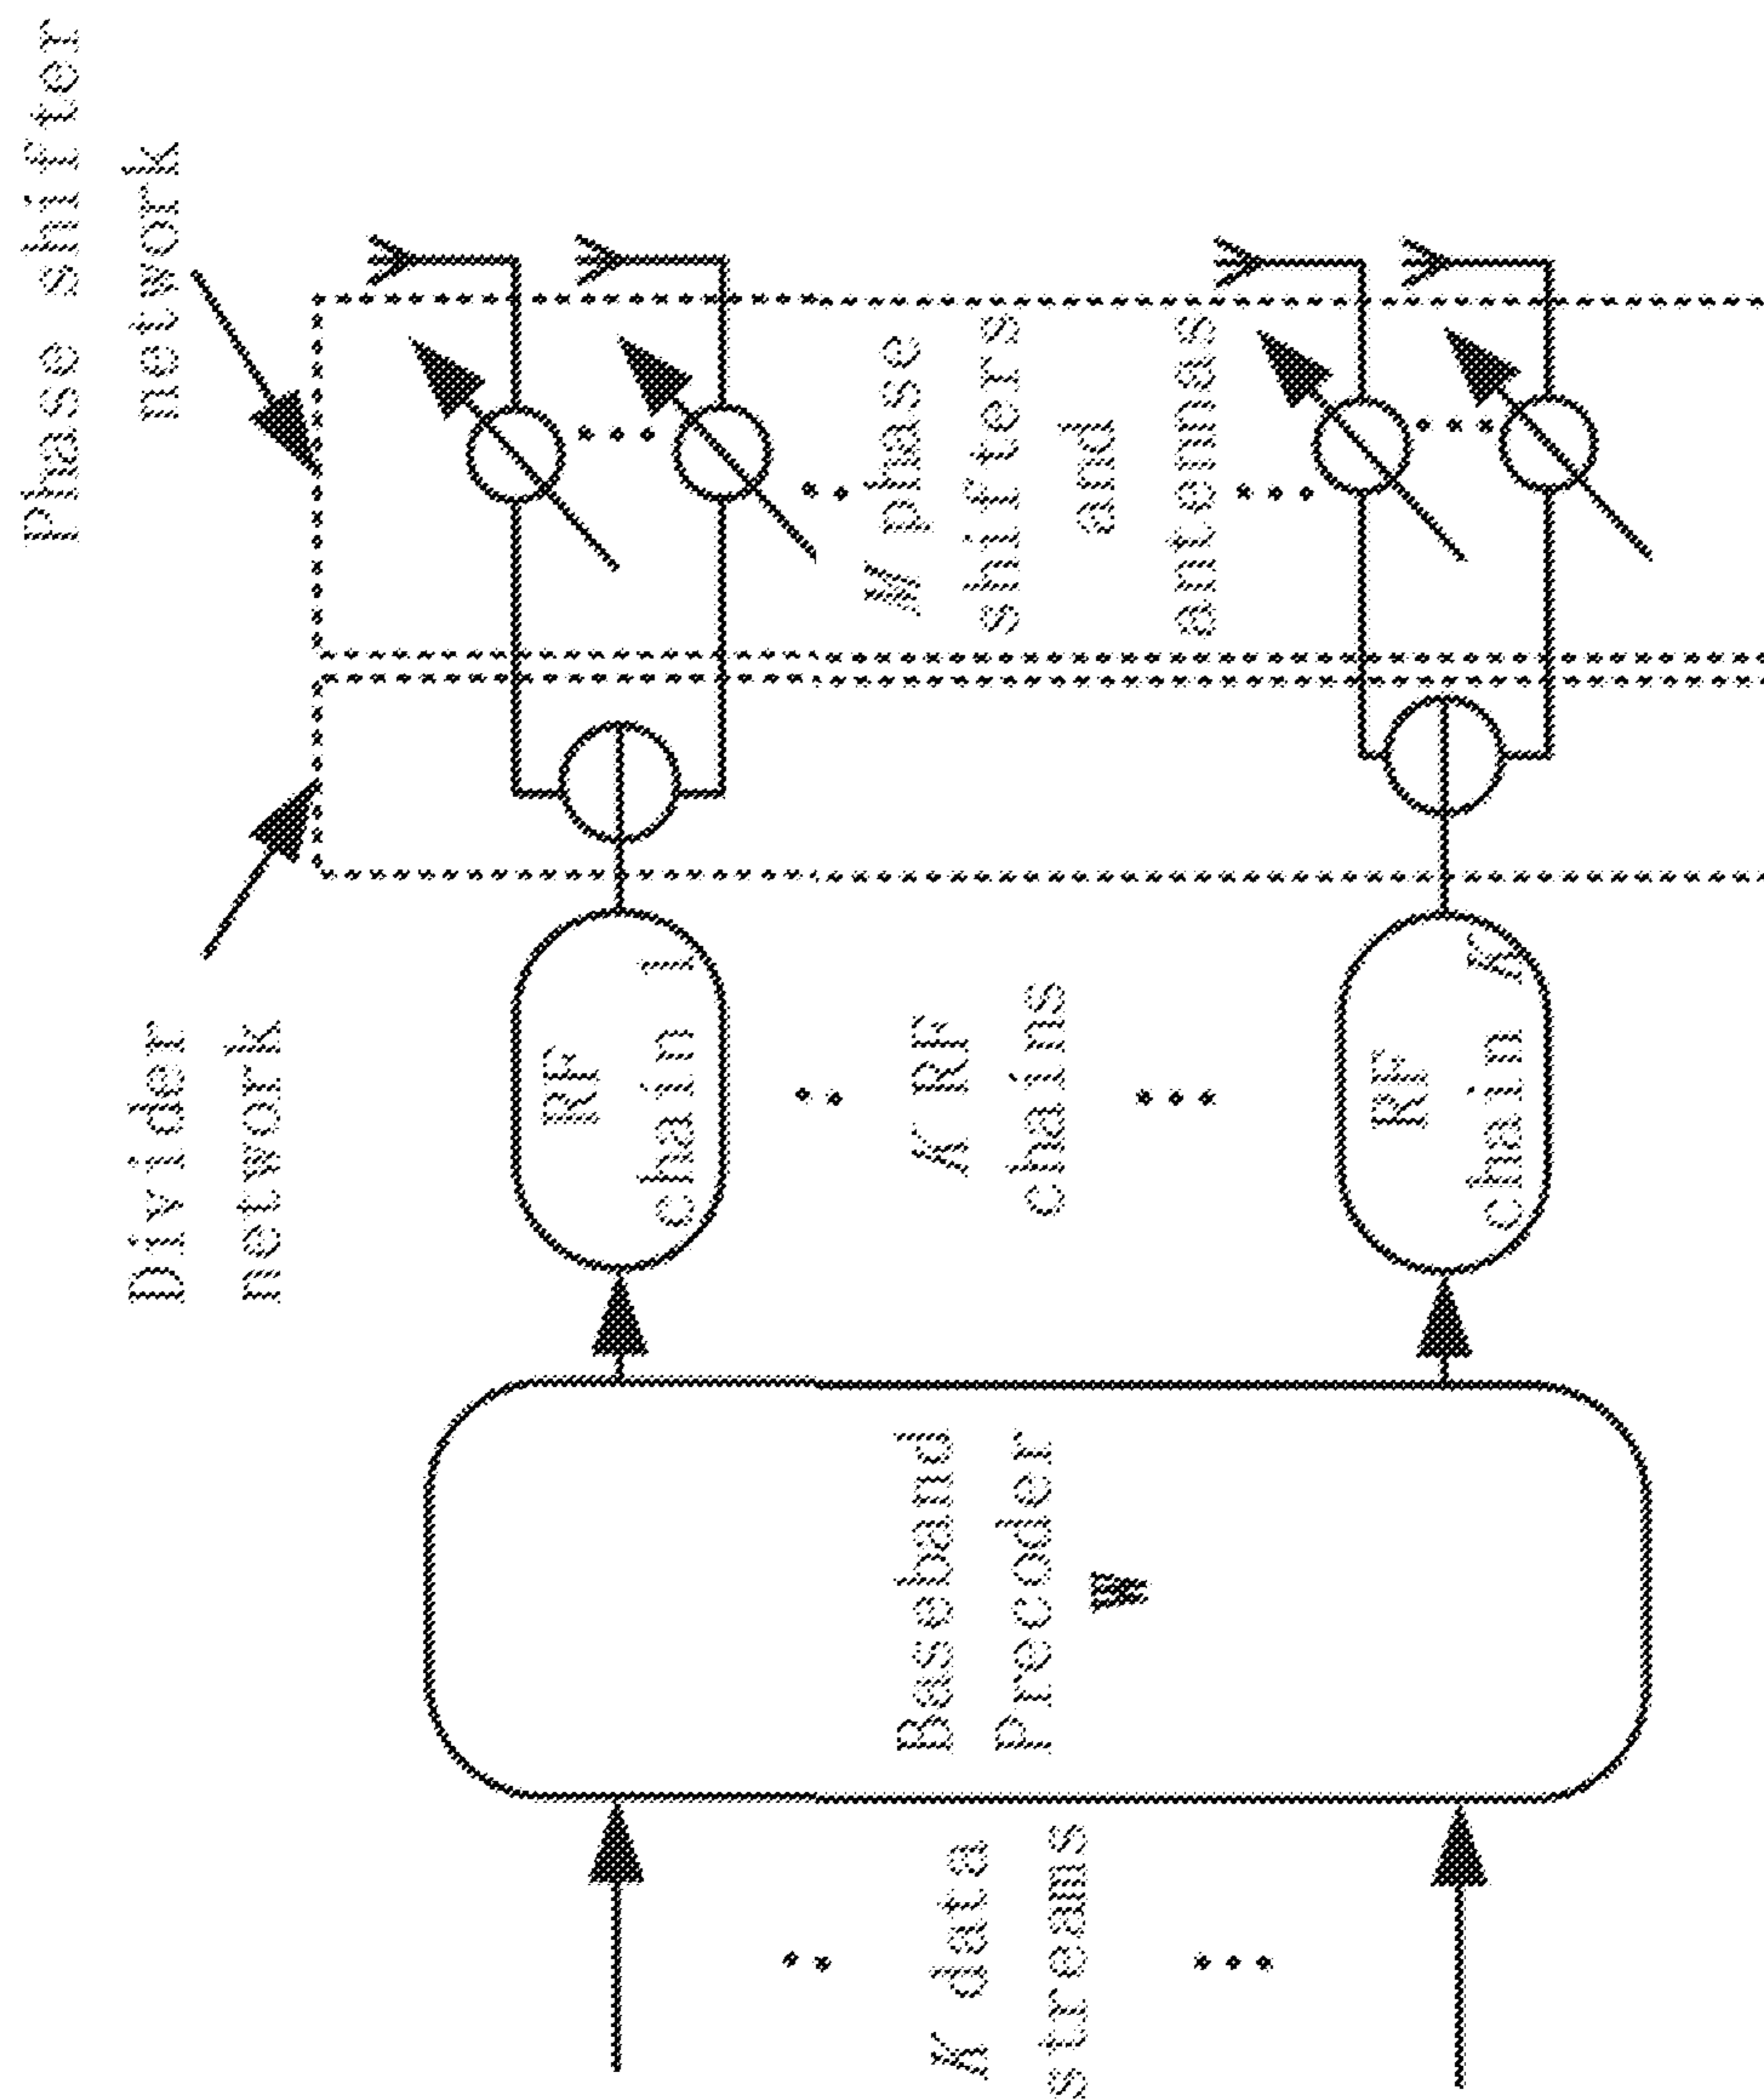 Phase shifter
network
Divider
network
K data
streams
Baseband
Precoder
W
RF
chain 1
K RF
chains
RF
chain K
M phase
shifters
and
antennas